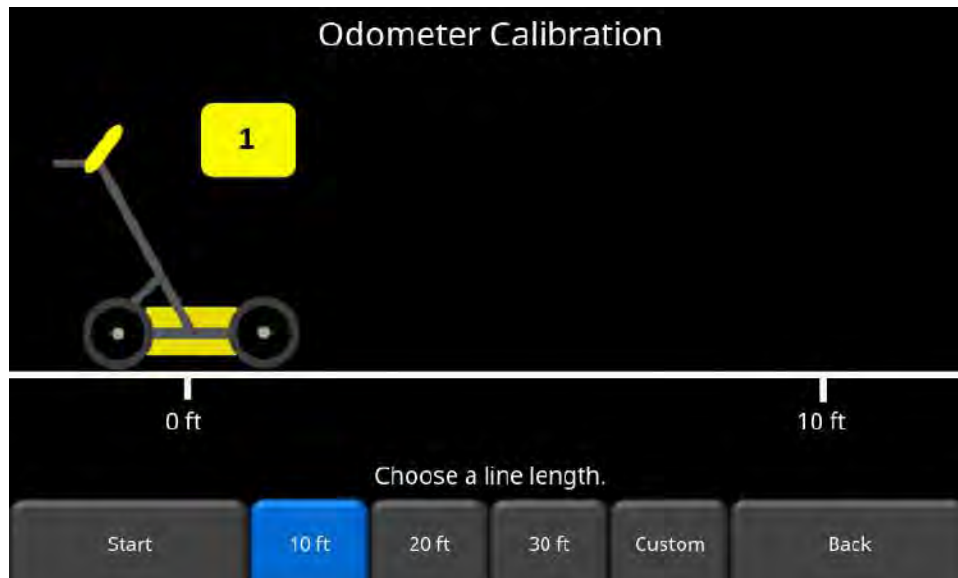 Odometer Calibration
1
0 ft
10 ft
Choose a line length.
Start
10 ft
20 ft
30 ft
Custom
Back